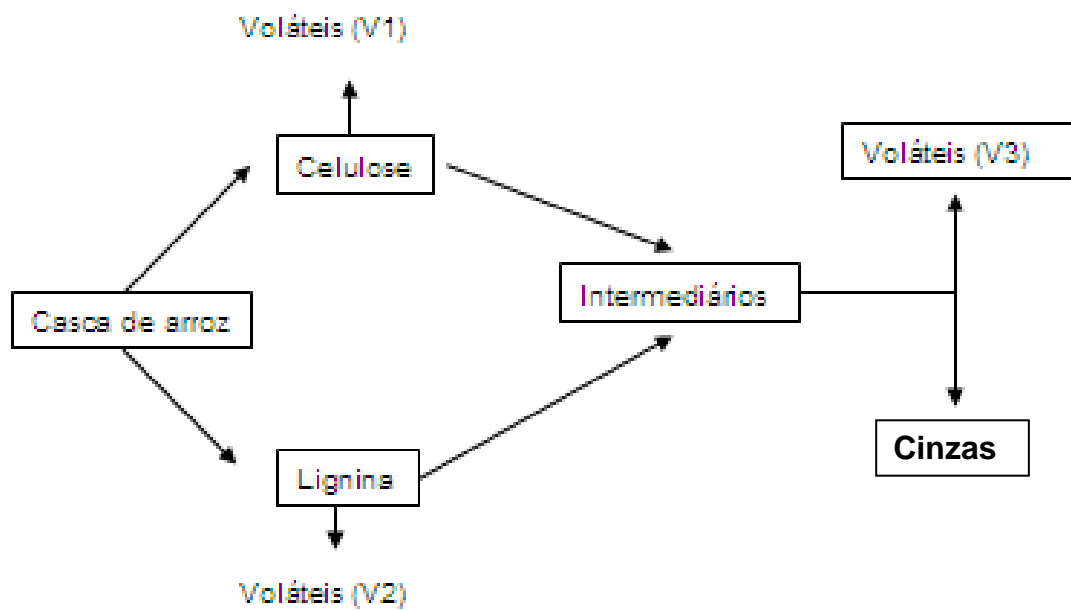 Voláteis (V1)
Celulose
Voláteis (V3)
Intermediários
Casca de arroz
Cinzas
Lignina
Voláteis (V2)